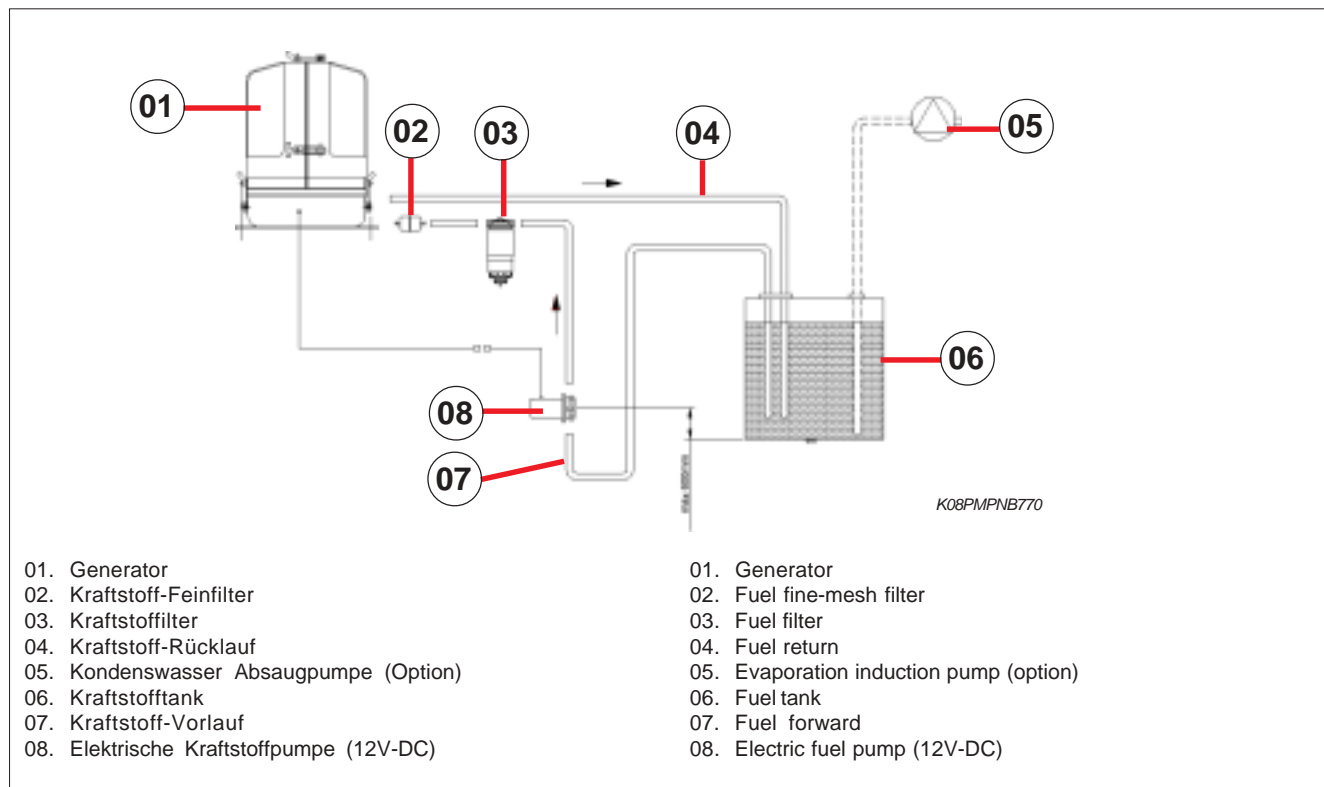 01
02
03
04
05
06
07
08
K08PMPNB770
01. Generator
02. Kraftstoff-Feinfilter
03. Kraftstoffilter
04. Kraftstoff-Rücklauf
05. Kondenswasser Absaugpumpe (Option)
06. Kraftstofftank
07. Kraftstoff-Vorlauf
08. Elektrische Kraftstoffpumpe (12V-DC)
01. Generator
02. Fuel fine-mesh filter
03. Fuel filter
04. Fuel return
05. Evaporation induction pump (option)
06. Fuel tank
07. Fuel forward
08. Electric fuel pump (12V-DC)